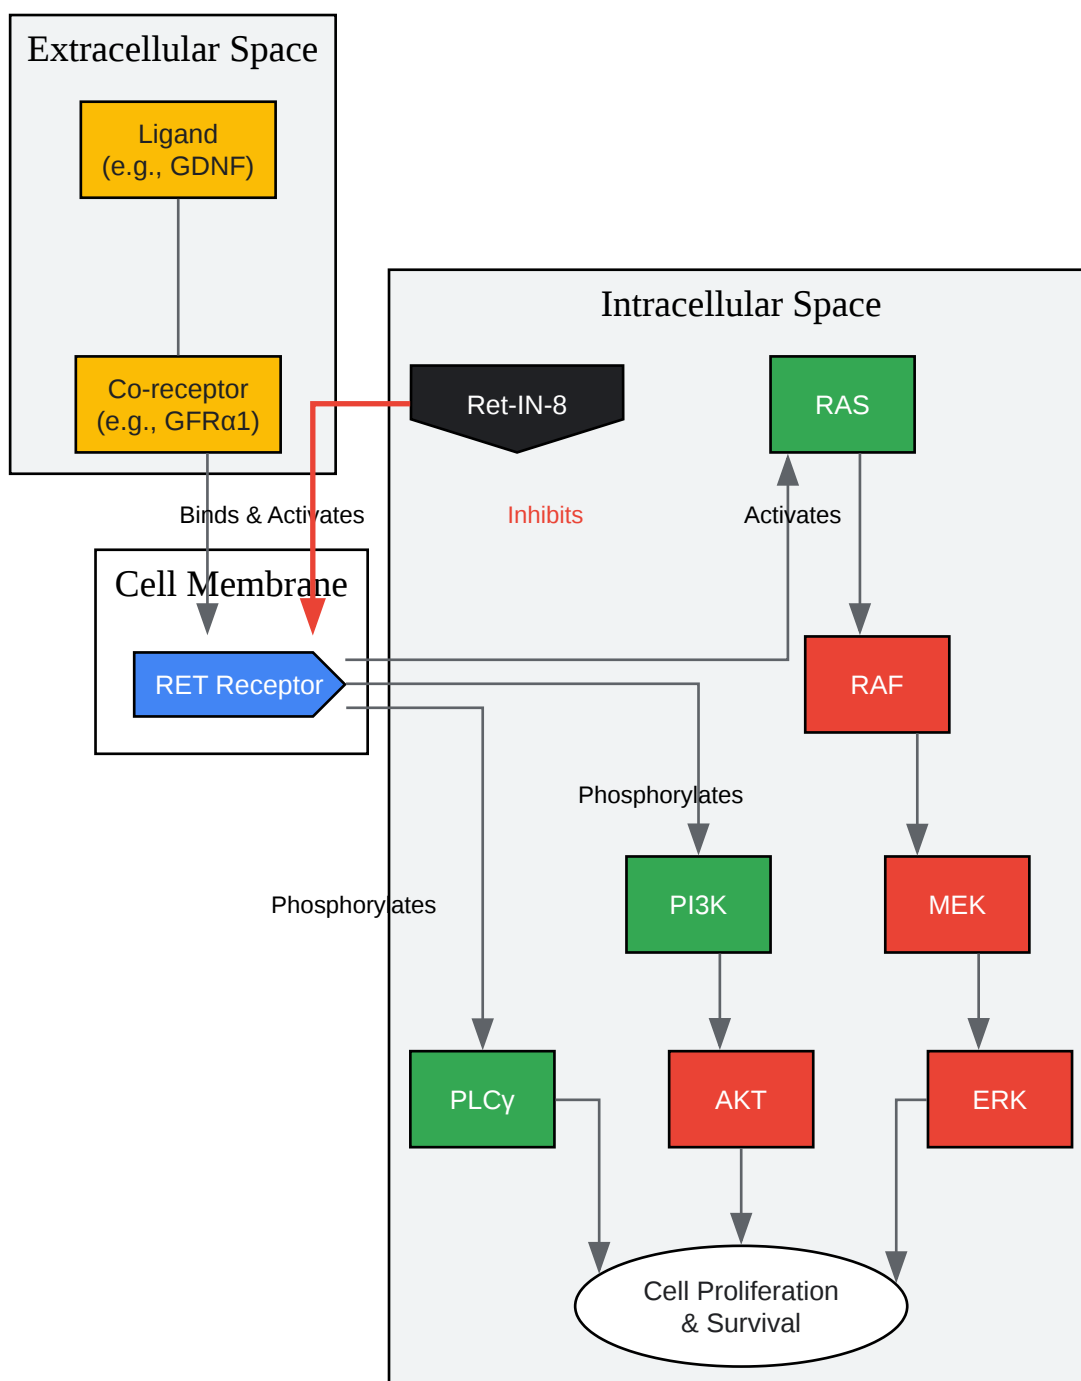 Extracellular Space
Ligand
(e.g., GDNF)
Intracellular Space
Co-receptor
(e.g., GFRα1)
Ret-IN-8
RAS
Binds & Activates
Inhibits
Activates
Cell Membrane
RET Receptor
RAF
Phosphorylates
PI3K
MEK
Phosphorylates
PLCγ
AKT
ERK
Cell Proliferation
& Survival